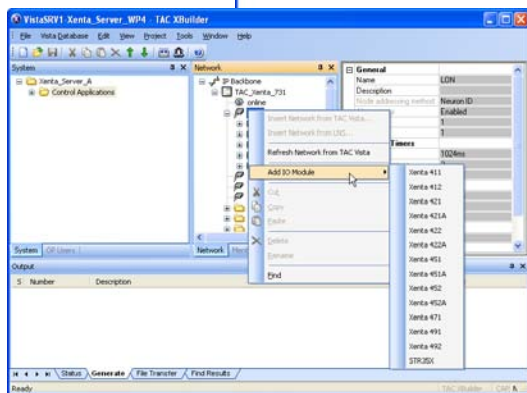 VistaSRV1-Xenta_Server_WP4 - TAC XBuilder
File Vista Database Edit View Project Tools Window Help
System
Xenta_Server_A
Control Applications
System OP Users
Network
IP Backbone
TAC_Xenta_731
online
Network
Insert Network from TAC Vista...
Insert Network from LNS...
Refresh Network from TAC Vista
Add IO Module
Cut
Copy
Paste
Delete
Rename
Find
Xenta 411
Xenta 412
Xenta 421
Xenta 421A
Xenta 422
Xenta 422A
Xenta 451
Xenta 451A
Xenta 452
Xenta 452A
Xenta 471
Xenta 491
Xenta 492
STR35X
General
Name LON
Description
Node addressing method Neuron ID
Enabled
1
1
Timers
1024ms
Output
S Number Description
Status Generate File Transfer Find Results
Ready
TAC XBuilder CAP